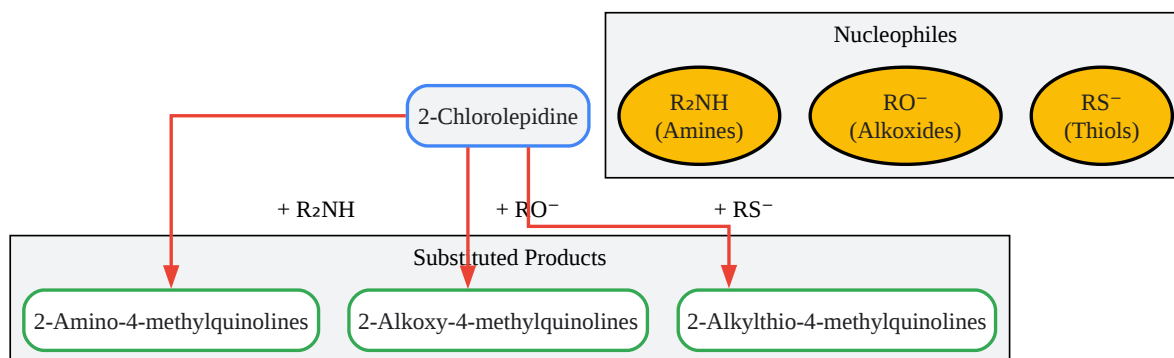 Nucleophiles
2-Chlorolepidine
R₂NH
(Amines)
RO⁻
(Alkoxides)
RS⁻
(Thiols)
+ R₂NH
+ RO⁻
+ RS⁻
Substituted Products
2-Amino-4-methylquinolines
2-Alkoxy-4-methylquinolines
2-Alkylthio-4-methylquinolines